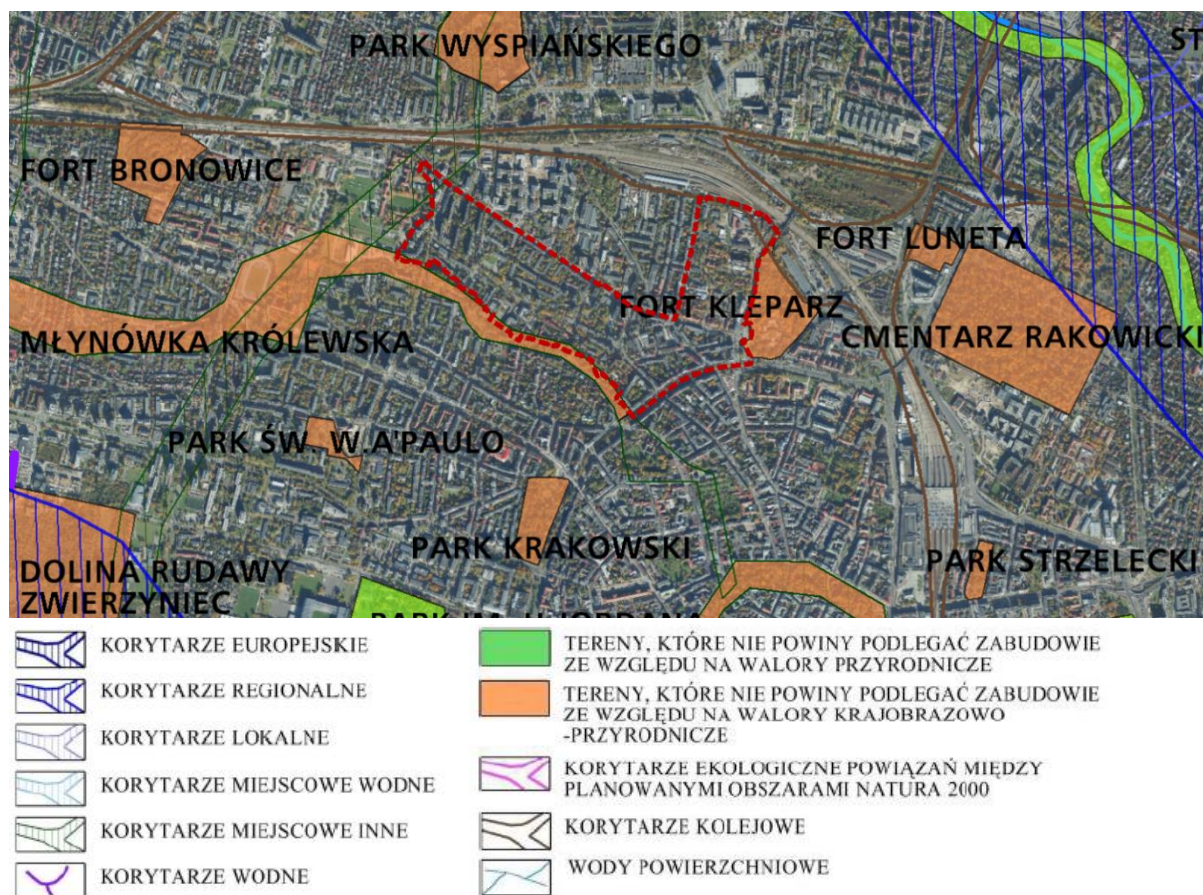 PARK WYSPIAŃSKIEGO
ST
FORT BRONOWICE
FORT LUNETA
FORT KLEPARZ
MŁYNÓWKA KRÓLEWSKA
CMENTARZ RAKOWICKI
PARK ŚW. W.A'PAULO
PARK KRAKOWSKI
PARK STRZELECKI
DOLINA RUDAWY
ZWIERZYNIEC
KORYTARZE EUROPEJSKIE
KORYTARZE REGIONALNE
KORYTARZE LOKALNE
KORYTARZE MIEJSCOWE WODNE
KORYTARZE MIEJSCOWE INNE
KORYTARZE WODNE
TERENY, KTÓRE NIE POWINY PODLEGAĆ ZABUDOWIE
ZE WZGLĘDU NA WALORY PRZYRODNICZE
TERENY, KTÓRE NIE POWINY PODLEGAĆ ZABUDOWIE
ZE WZGLĘDU NA WALORY KRAJOBRAZOWO
-PRZYRODNICZE
KORYTARZE EKOLOGICZNE POWIĄZAŃ MIĘDZY
PLANOWANYMI OBSZARAMI NATURA 2000
KORYTARZE KOLEJOWE
WODY POWIERZCHNIOWE